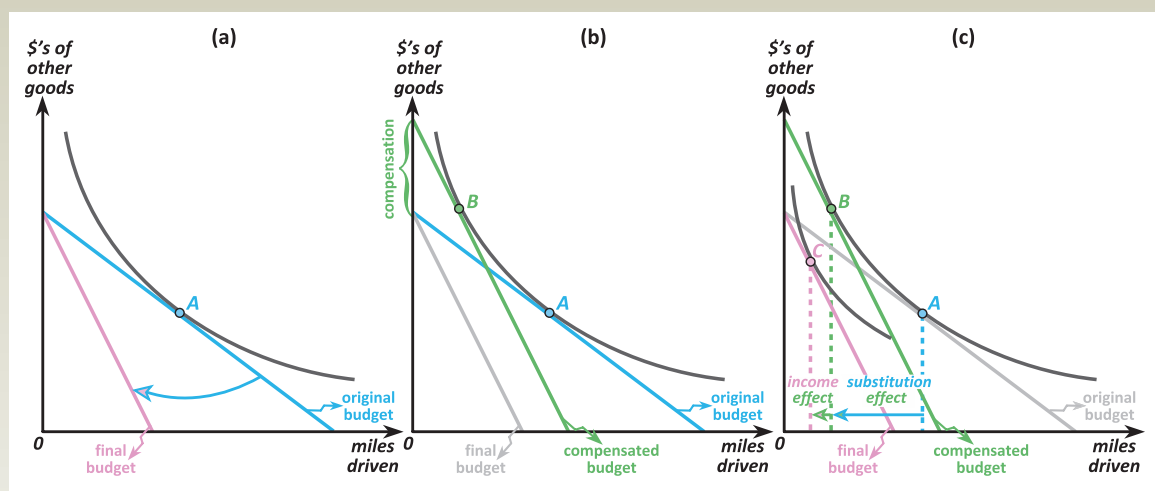 (a)
$'s of
other
goods
A
original
budget
0
final
budget
miles
driven
(b)
$'s of
other
goods
compensation
B
A
original
budget
0
final
budget
compensated
budget
miles
driven
(c)
$'s of
other
goods
B
C
A
income
effect
substitution
effect
original
budget
0
final
budget
compensated
budget
miles
driven